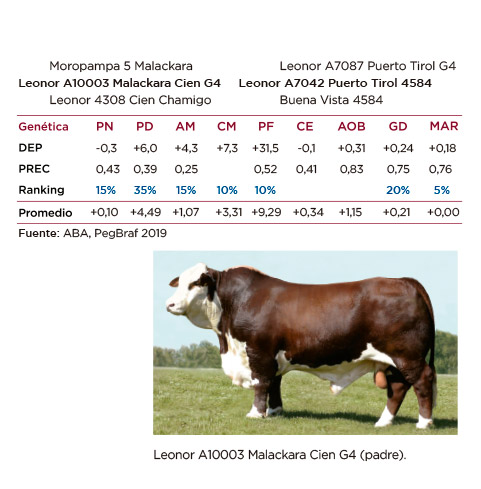 Moropampa 5 Malackara Leonor A7087 Puerto Tirol G4
Leonor A10003 Malackara Cien G4 Leonor A7042 Puerto Tirol 4584
Leonor 4308 Cien Chamigo Buena Vista 4584
Genética PN PD AM CM PF CE AOB GD MAR
DEP -0,3 +6,0 +4,3 +7,3 +31,5 -0,1 +0,31 +0,24 +0,18
PREC 0,43 0,39 0,25 0,52 0,41 0,83 0,75 0,76
Ranking 15% 35% 15% 10% 10% 20% 5%
Promedio +0,10 +4,49 +1,07 +3,31 +9,29 +0,34 +1,15 +0,21 +0,00
Fuente: ABA, PegBraf 2019
Leonor A10003 Malackara Cien G4 (padre).